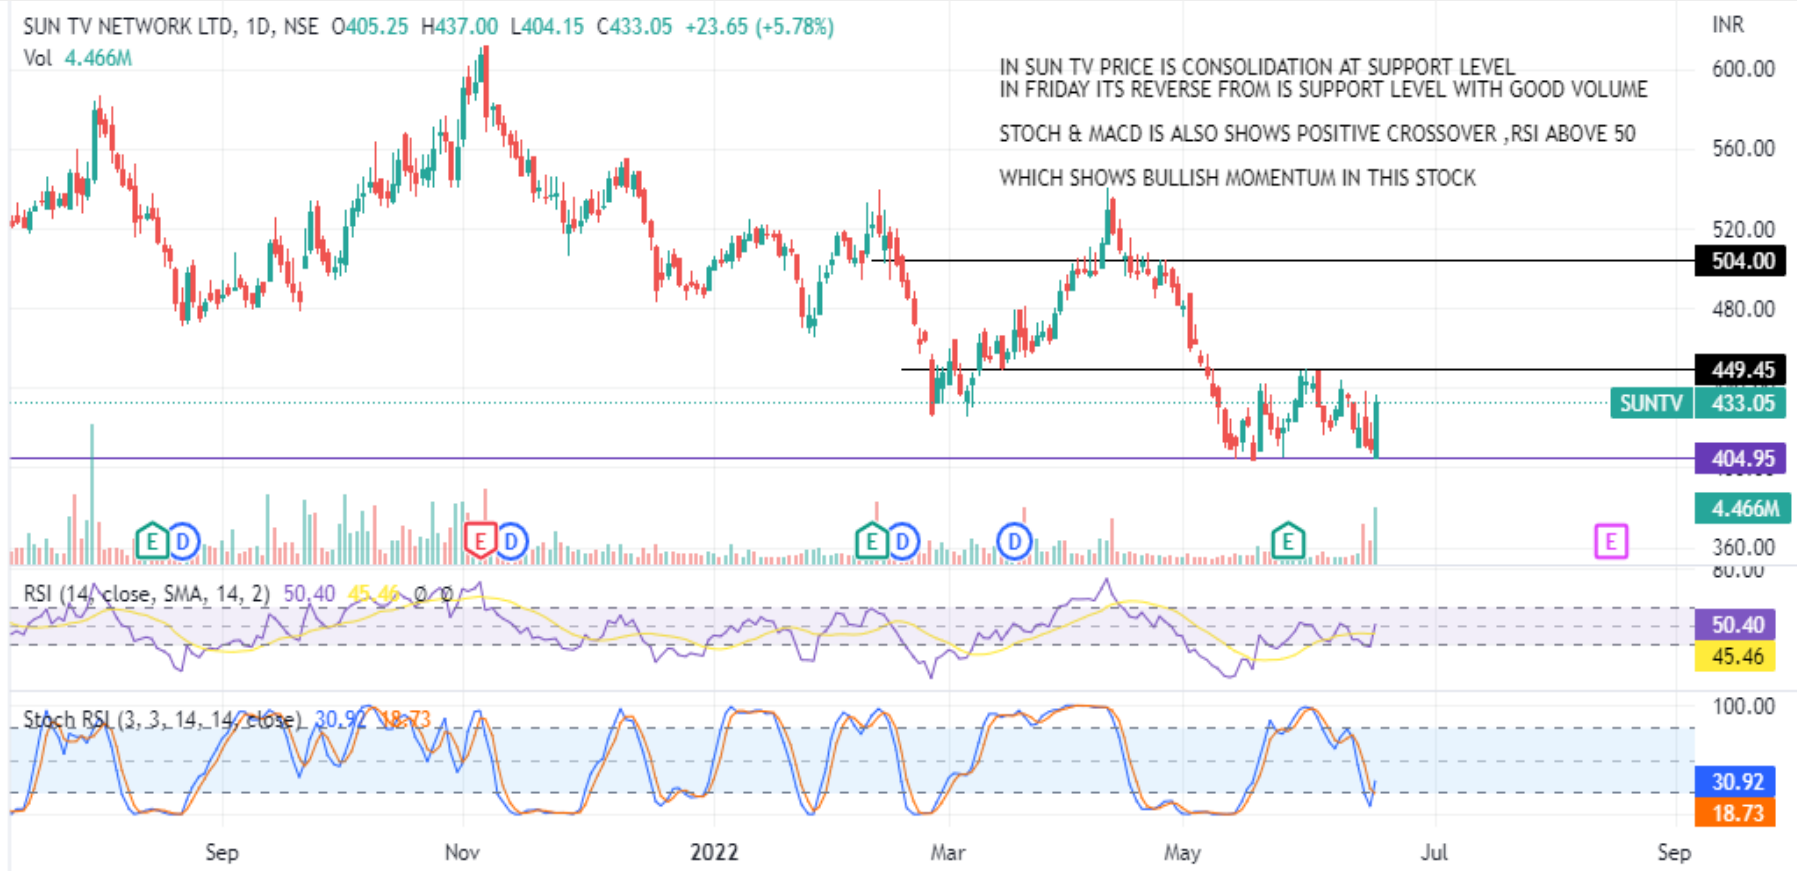 SUN TV NETWORK LTD, 1D, NSE O405.25 H437.00 L404.15 C433.05 +23.65 (+5.78%)
Vol 4.466M
INR
IN SUN TV PRICE IS CONSOLIDATION AT SUPPORT LEVEL
IN FRIDAY ITS REVERSE FROM IS SUPPORT LEVEL WITH GOOD VOLUME
STOCH & MACD IS ALSO SHOWS POSITIVE CROSSOVER ,RSI ABOVE 50
WHICH SHOWS BULLISH MOMENTUM IN THIS STOCK
600.00
560.00
520.00
504.00
480.00
449.45
SUNTV 433.05
404.95
4.466M
360.00
E D E D E D D E E
80.00
RSI (14, close, SMA, 14, 2) 50.40 45.46 Ø Ø
50.40
45.46
Stoch RSI (3, 3, 14, 14, close) 30.92 18.73
100.00
30.92
18.73
Sep Nov 2022 Mar May Jul Sep